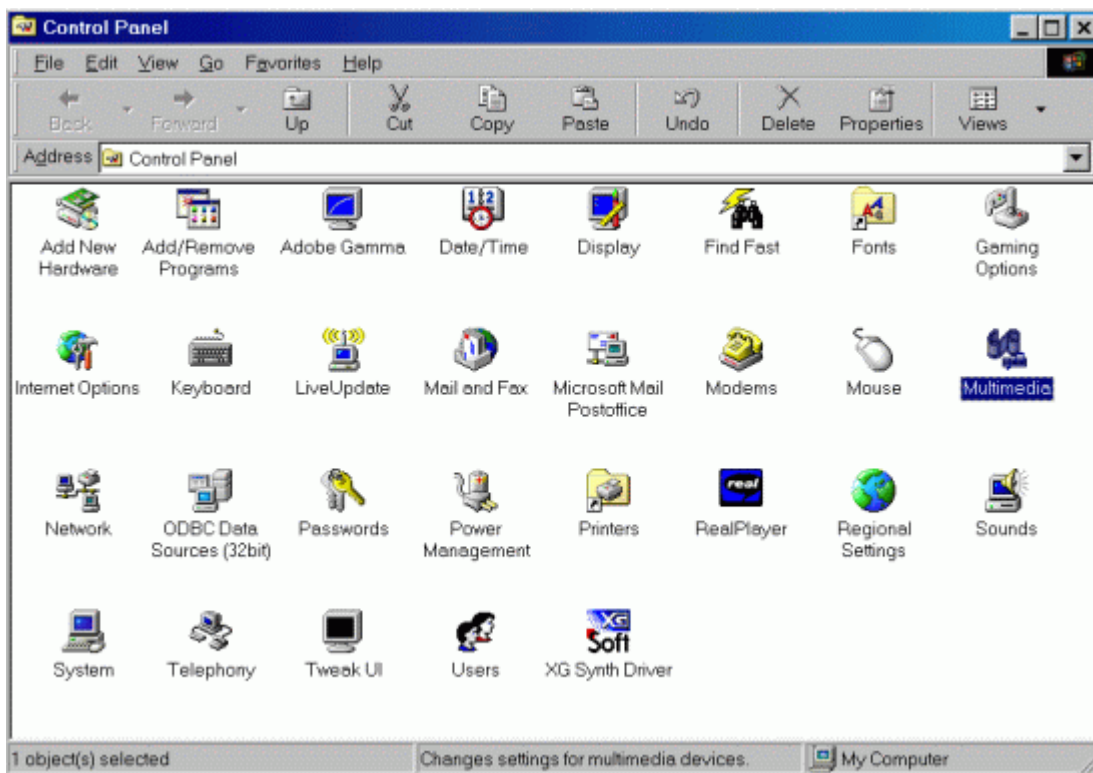 Control Panel
File Edit View Go Favorites Help
Back Forward Up Cut Copy Paste Undo Delete Properties Views
Address Control Panel
Add New Hardware
Add/Remove Programs
Adobe Gamma
Date/Time
Display
Find Fast
Fonts
Gaming Options
Internet Options
Keyboard
LiveUpdate
Mail and Fax
Microsoft Mail Postoffice
Modems
Mouse
Multimedia
Network
ODBC Data Sources (32bit)
Passwords
Power Management
Printers
real
RealPlayer
Regional Settings
Sounds
System
Telephony
Tweak UI
Users
XG
Soft
XG Synth Driver
1 object(s) selected
Changes settings for multimedia devices.
My Computer